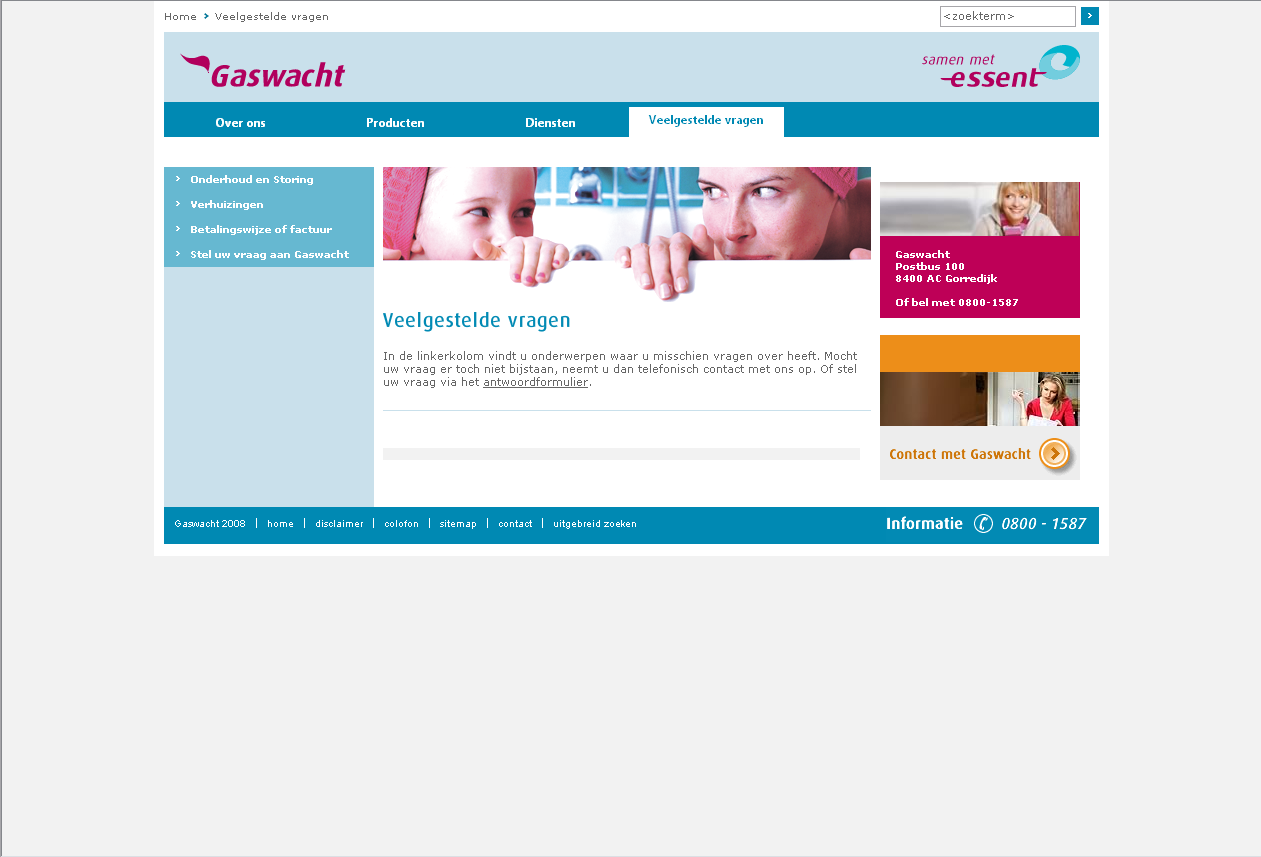 Home > Veelgestelde vragen
<zoekterm>
Gaswacht
samen met
essent
Over ons
Producten
Diensten
Veelgestelde vragen
Onderhoud en Storing
Verhuizingen
Betalingswijze of factuur
Stel uw vraag aan Gaswacht
Veelgestelde vragen
In de linkerkolom vindt u onderwerpen waar u misschien vragen over heeft. Mocht
uw vraag er toch niet bijstaan, neemt u dan telefonisch contact met ons op. Of stel
uw vraag via het antwoordformulier.
Gaswacht
Postbus 100
8400 AC Gorredijk
Of bel met 0800-1587
Contact met Gaswacht
Gaswacht 2008 | home | disclaimer | colofon | sitemap | contact | uitgebreid zoeken
Informatie 0800 - 1587